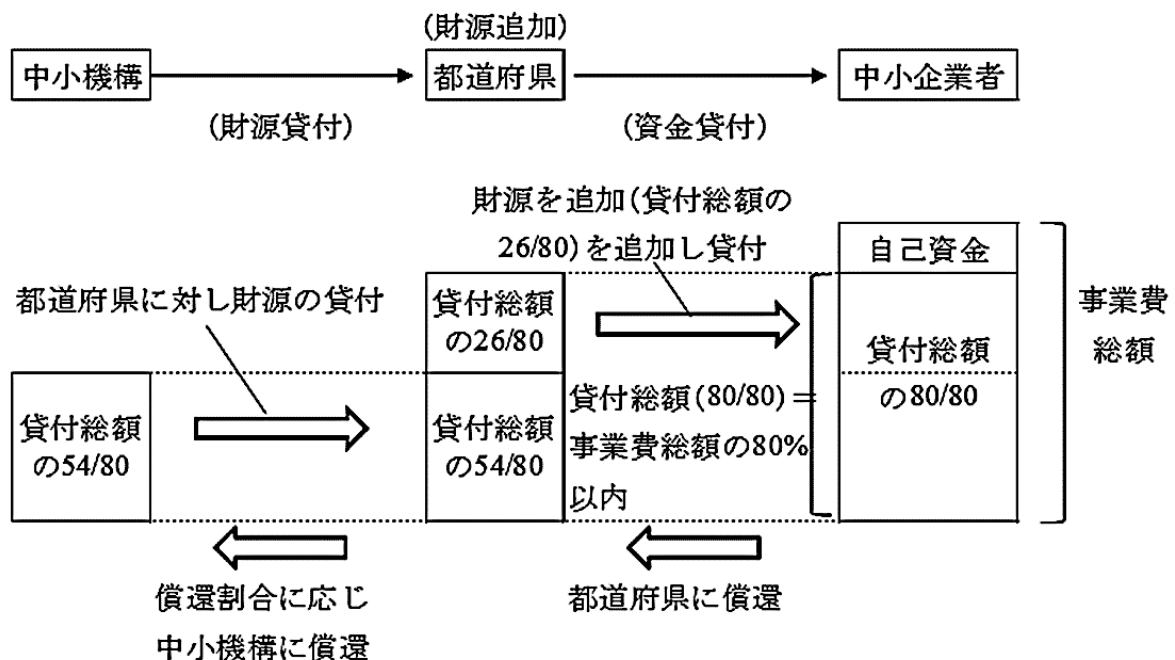 (財源追加)
中小機構
都道府県
中小企業者
(財源貸付)
(資金貸付)
財源を追加(貸付総額の
26/80)を追加し貸付
自己資金
都道府県に対し財源の貸付
貸付総額
の26/80
事業費
総額
貸付総額
の80/80
貸付総額
の54/80
貸付総額
の54/80
貸付総額(80/80)=
事業費総額の80%
以内
償還割合に応じ
中小機構に償還
都道府県に償還